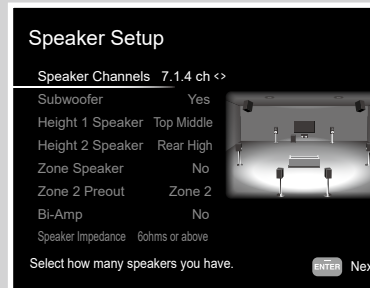 Speaker Setup
Speaker Channels 7.1.4 ch <>
Subwoofer Yes
Height 1 Speaker Top Middle
Height 2 Speaker Rear High
Zone Speaker No
Zone 2 Preout Zone 2
Bi-Amp No
Speaker Impedance 6ohms or above
Select how many speakers you have.
ENTER Nex